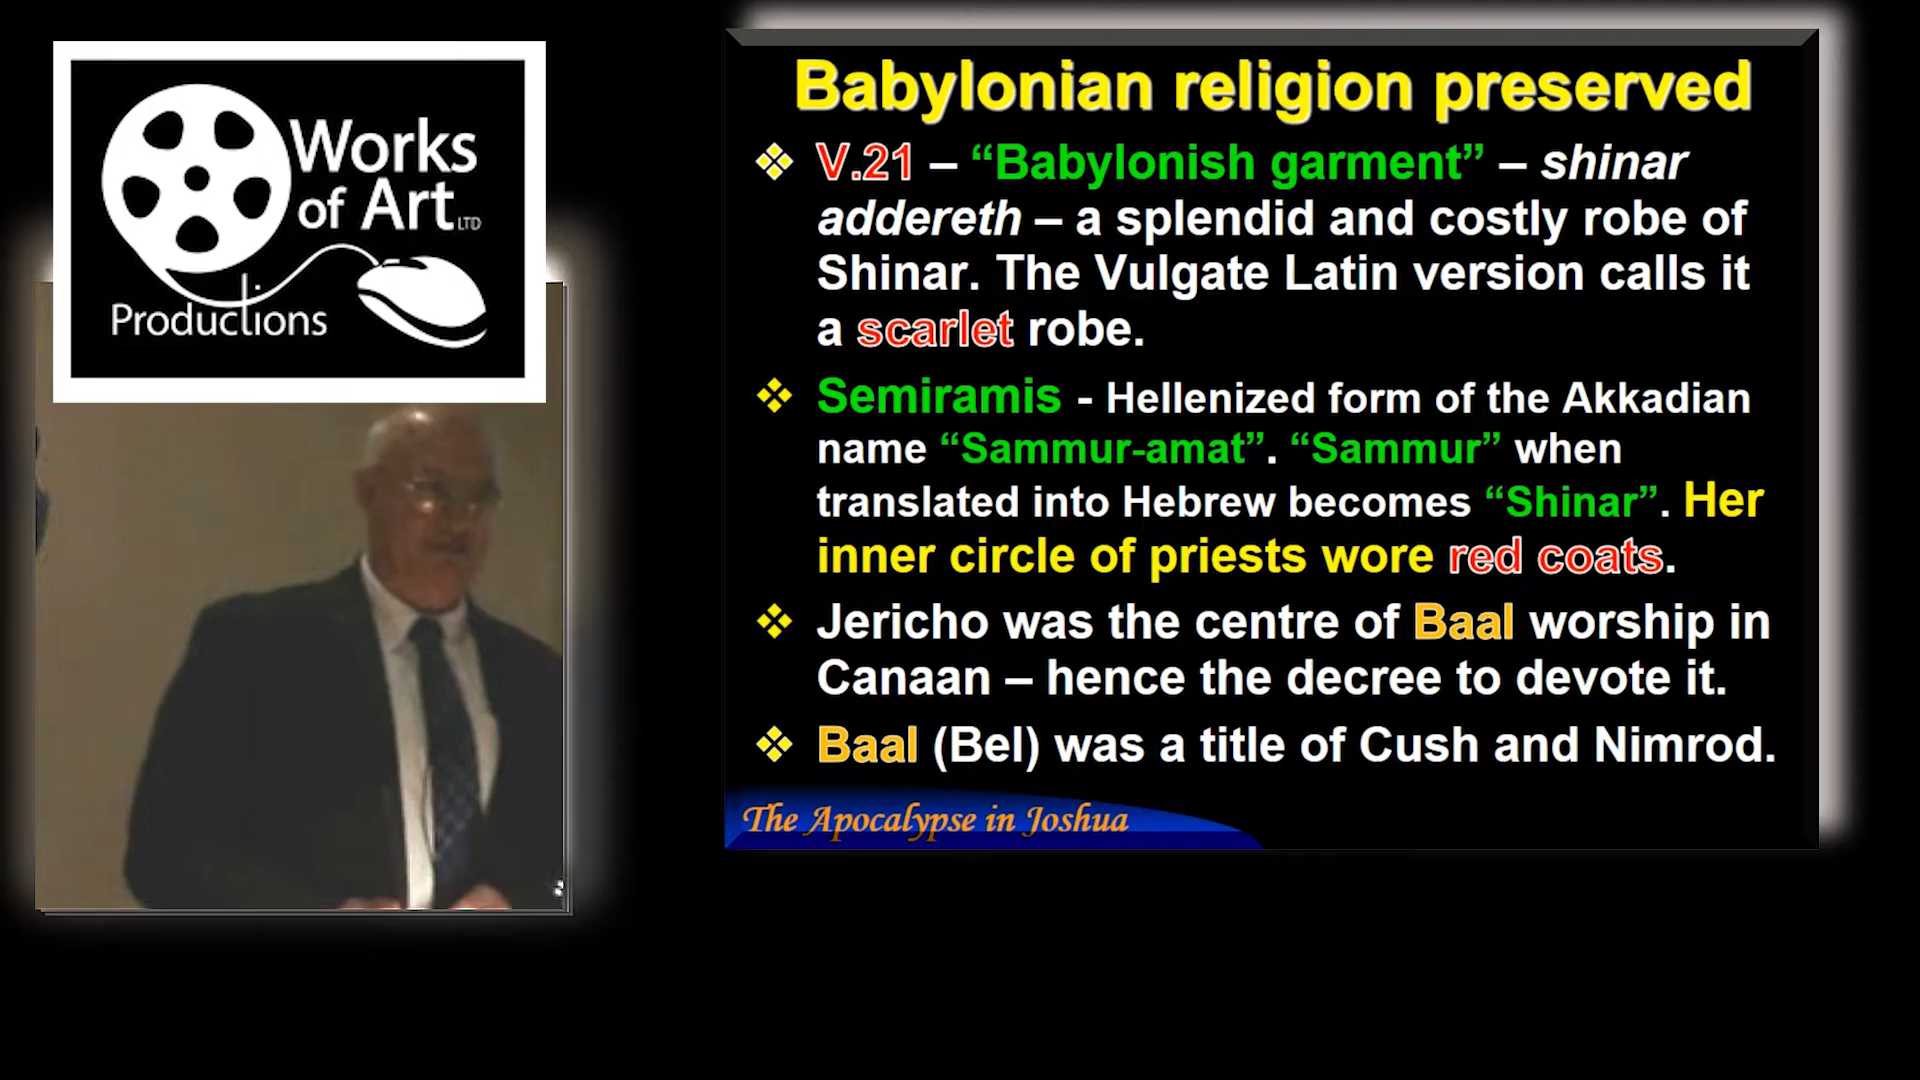 Works
of Art LTD
Productions
Babylonian religion preserved
V.21 – “Babylonish garment” – shinar
addereth – a splendid and costly robe of
Shinar. The Vulgate Latin version calls it
a scarlet robe.
Semiramis - Hellenized form of the Akkadian
name “Sammur-amat”. “Sammur” when
translated into Hebrew becomes “Shinar”. Her
inner circle of priests wore red coats.
Jericho was the centre of Baal worship in
Canaan – hence the decree to devote it.
Baal (Bel) was a title of Cush and Nimrod.
The Apocalypse in Joshua